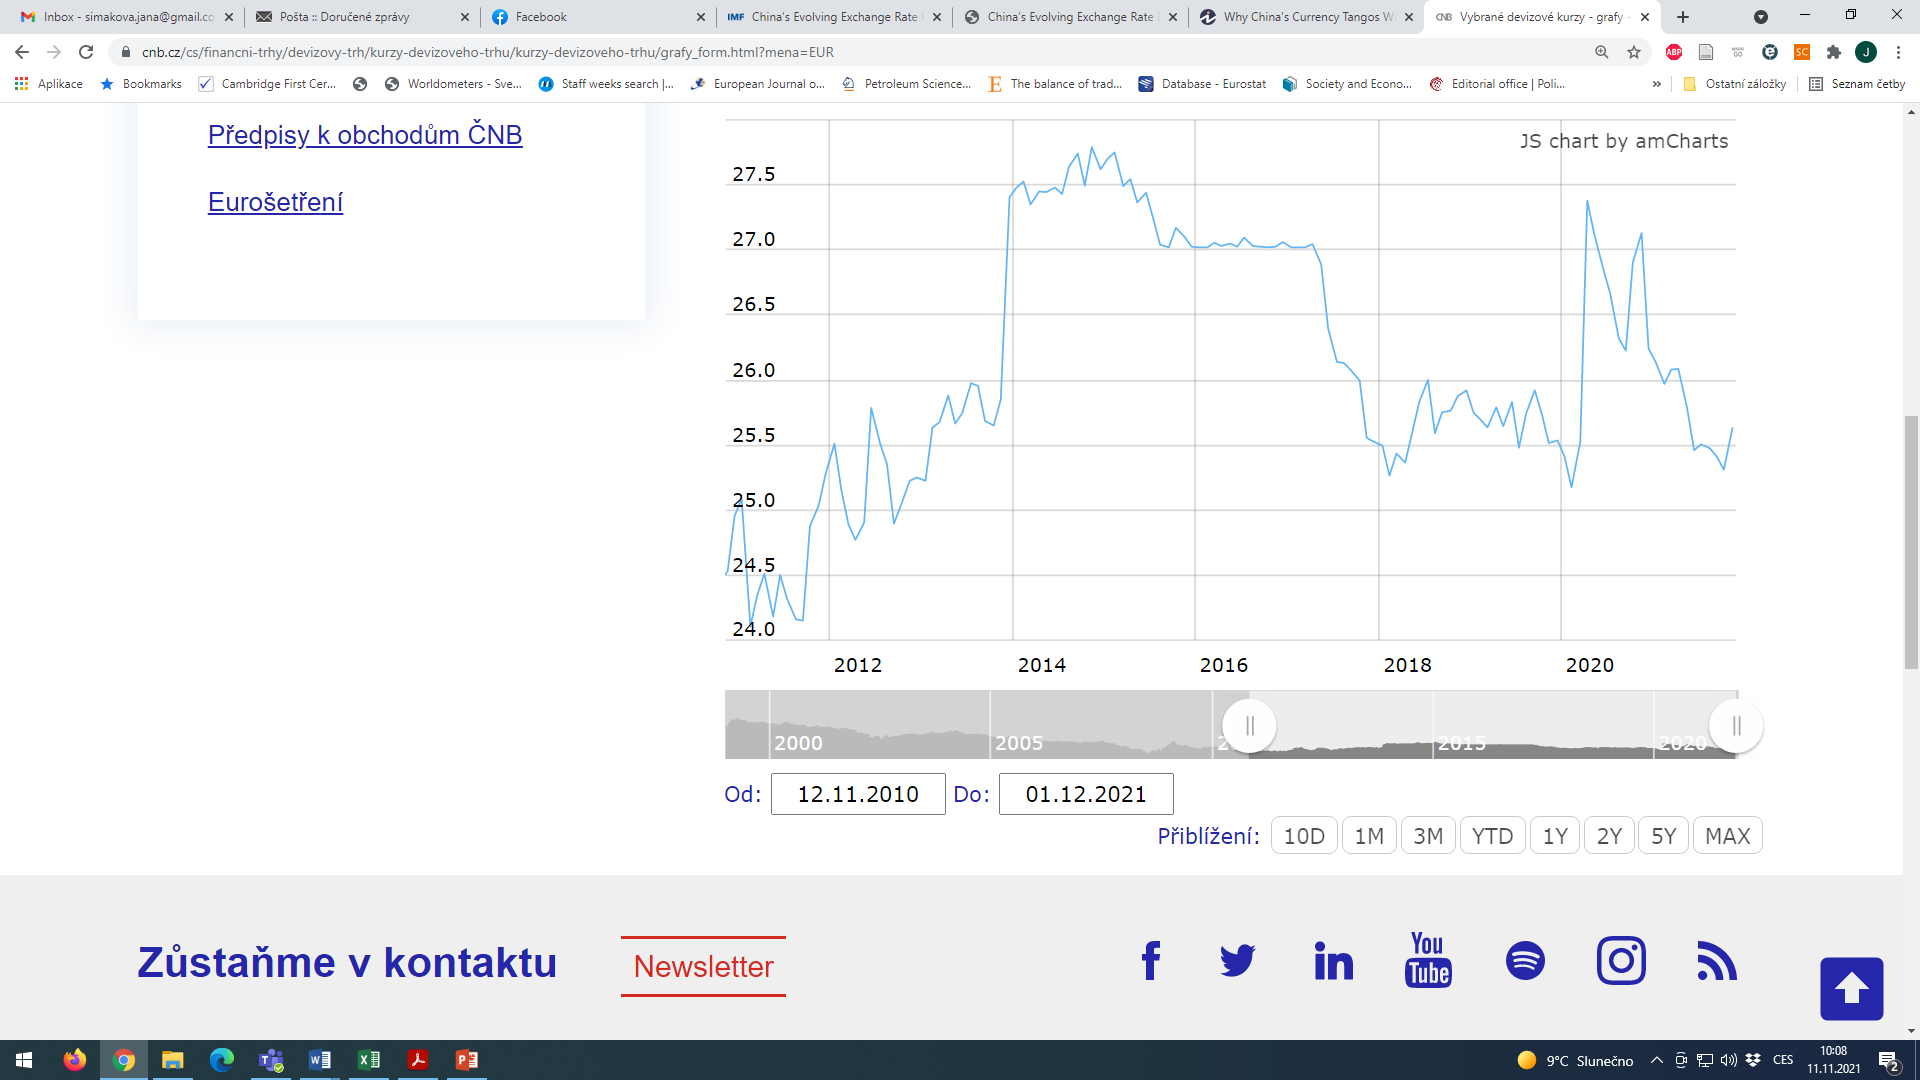 Inbox - simakova.jana@gmail.co
Pošta :: Doručené zprávy
Facebook
IMF China's Evolving Exchange Rate
China's Evolving Exchange Rate
Why China's Currency Tangos W
CNB Vybrané devizové kurzy - grafy -
cnb.cz/cs/financni-trhy/devizovy-trh/kurzy-devizoveho-trhu/kurzy-devizoveho-trhu/grafy_form.html?mena=EUR
ABP
SC
J
Aplikace
Bookmarks
Cambridge First Cer...
Worldometers - Sve...
Staff weeks search |...
European Journal o...
Petroleum Science...
E The balance of trad...
Database - Eurostat
Society and Econo...
Editorial office | Poli...
»
Ostatní záložky
Seznam četby
Předpisy k obchodům ČNB
Eurošetření
JS chart by amCharts
27.5
27.0
26.5
26.0
25.5
25.0
24.5
24.0
2012 2014 2016 2018 2020
2000 2005 2 2015 2020
Od: 12.11.2010 Do: 01.12.2021
Přiblížení: 10D 1M 3M YTD 1Y 2Y 5Y MAX
Zůstaňme v kontaktu
Newsletter
You
Tube
9°C Slunečno
CES
10:08
11.11.2021
2